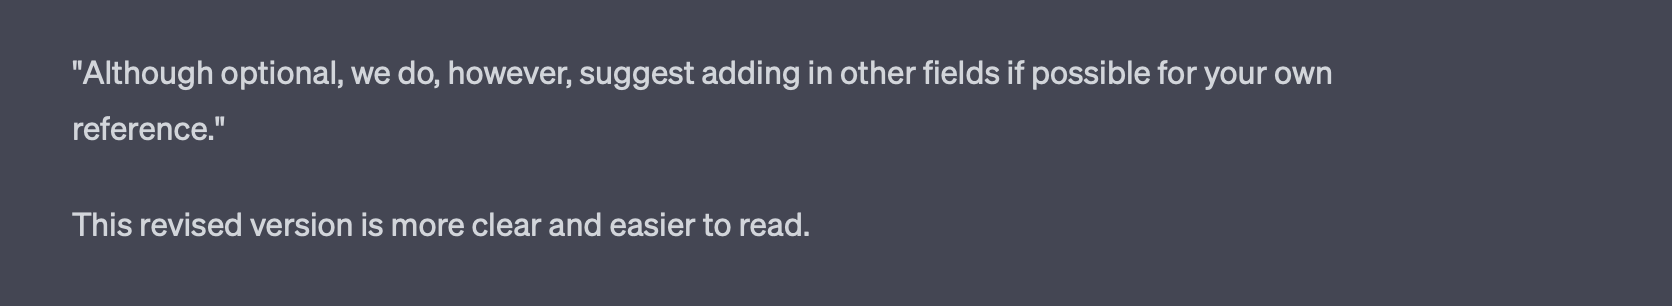 "Although optional, we do, however, suggest adding in other fields if possible for your own
reference."
This revised version is more clear and easier to read.